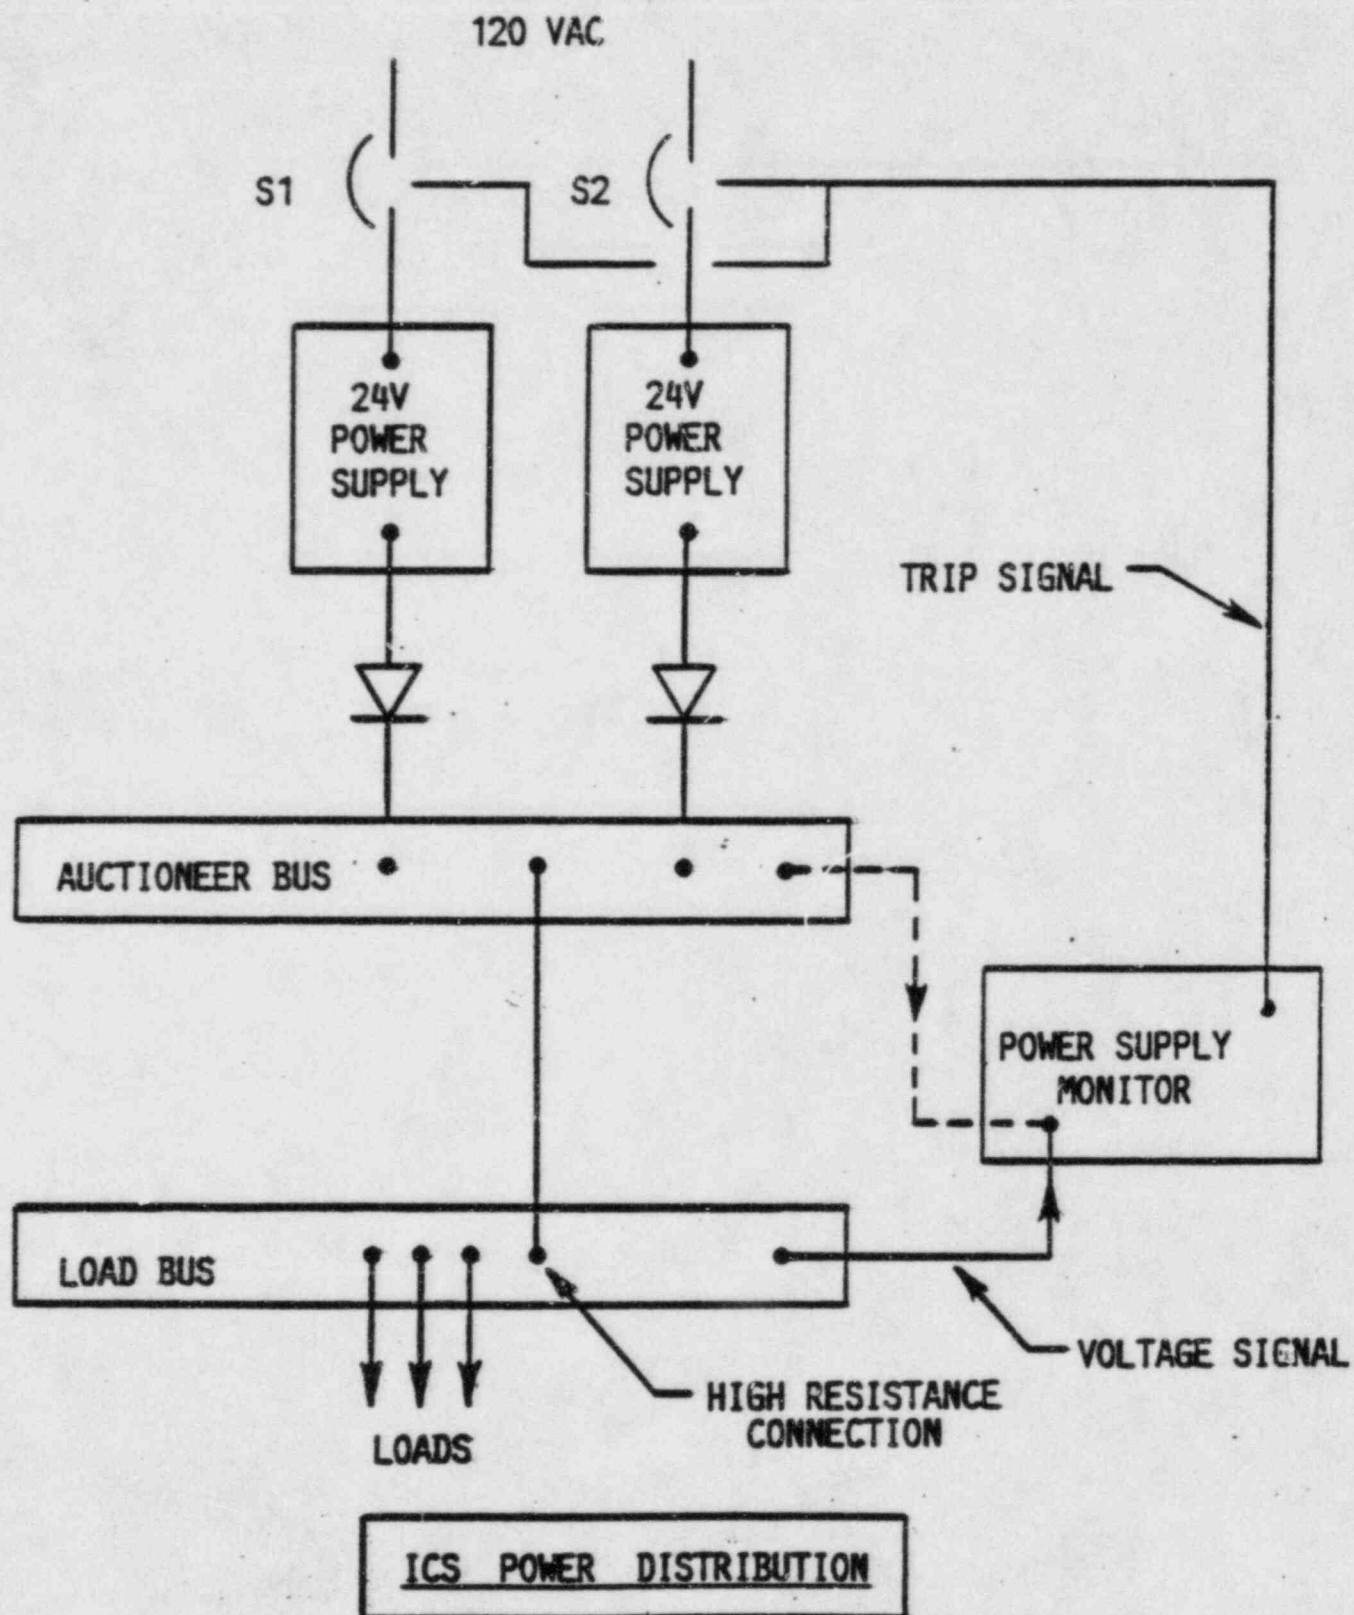 120 VAC
S1
S2
24V
POWER
SUPPLY
24V
POWER
SUPPLY
TRIP SIGNAL
AUCTIONEER BUS
POWER SUPPLY
MONITOR
LOAD BUS
VOLTAGE SIGNAL
HIGH RESISTANCE
CONNECTION
LOADS
ICS POWER DISTRIBUTION